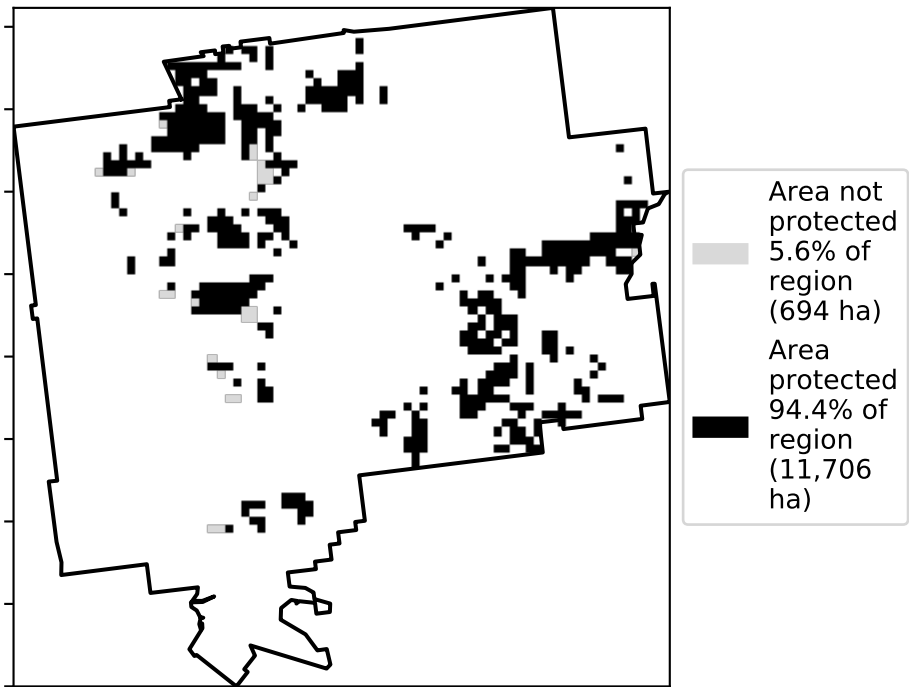 Area not
protected
5.6% of
region
(694 ha)
Area
protected
94.4% of
region
(11,706
ha)